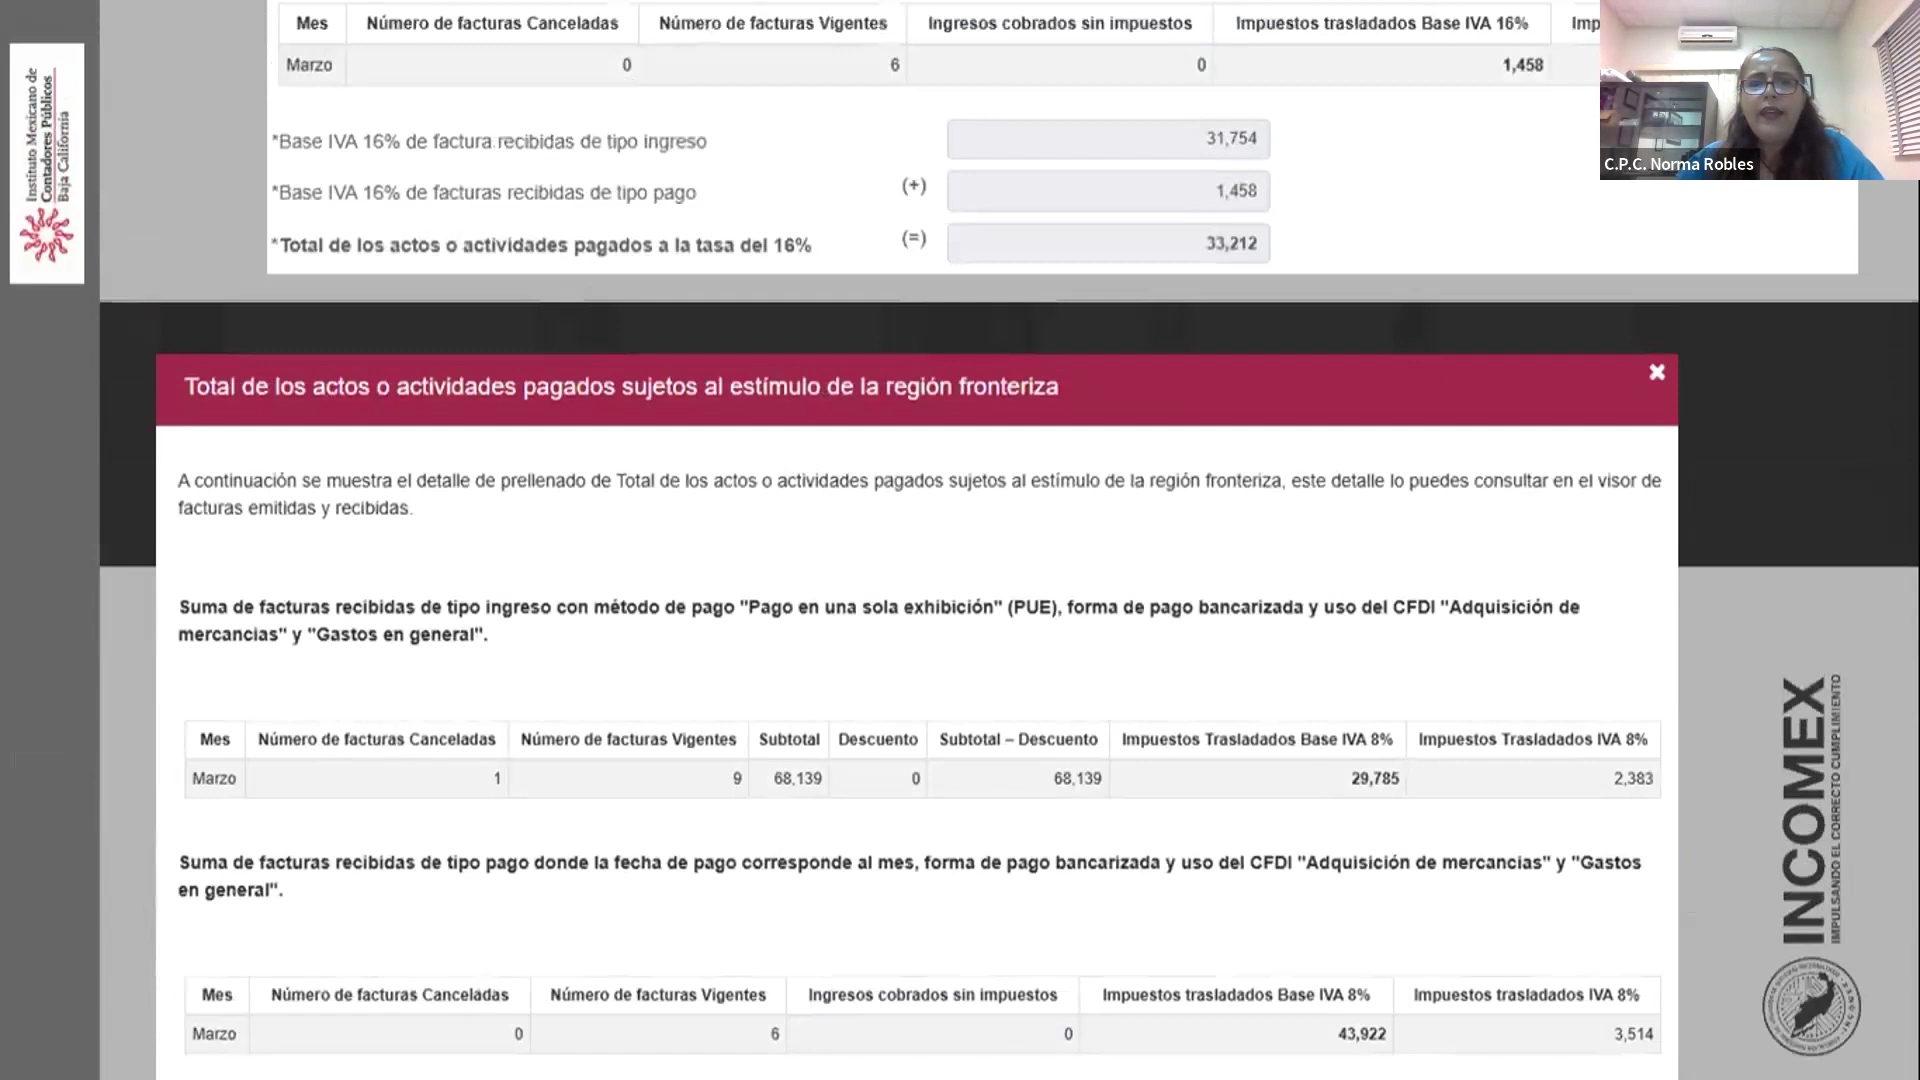 Instituto Mexicano de
Contadores Públicos
Baja California
Mes Número de facturas Canceladas Número de facturas Vigentes Ingresos cobrados sin impuestos Impuestos trasladados Base IVA 16% Imp
Marzo 0 6 0 1,458
*Base IVA 16% de factura recibidas de tipo ingreso 31,754
*Base IVA 16% de facturas recibidas de tipo pago (+) 1,458
*Total de los actos o actividades pagados a la tasa del 16% (=) 33,212
C.P.C. Norma Robles
Total de los actos o actividades pagados sujetos al estímulo de la región fronteriza
A continuación se muestra el detalle de prellenado de Total de los actos o actividades pagados sujetos al estímulo de la región fronteriza, este detalle lo puedes consultar en el visor de
facturas emitidas y recibidas.
Suma de facturas recibidas de tipo ingreso con método de pago "Pago en una sola exhibición" (PUE), forma de pago bancarizada y uso del CFDI "Adquisición de
mercancias" y "Gastos en general".
Mes Número de facturas Canceladas Número de facturas Vigentes Subtotal Descuento Subtotal – Descuento Impuestos Trasladados Base IVA 8% Impuestos Trasladados IVA 8%
Marzo 1 9 68,139 0 68,139 29,785 2,383
Suma de facturas recibidas de tipo pago donde la fecha de pago corresponde al mes, forma de pago bancarizada y uso del CFDI "Adquisición de mercancias" y "Gastos
en general".
Mes Número de facturas Canceladas Número de facturas Vigentes Ingresos cobrados sin impuestos Impuestos trasladados Base IVA 8% Impuestos trasladados IVA 8%
Marzo 0 6 0 43,922 3,514
INCOMEX
IMPULSANDO EL CORRECTO CUMPLIMIENTO